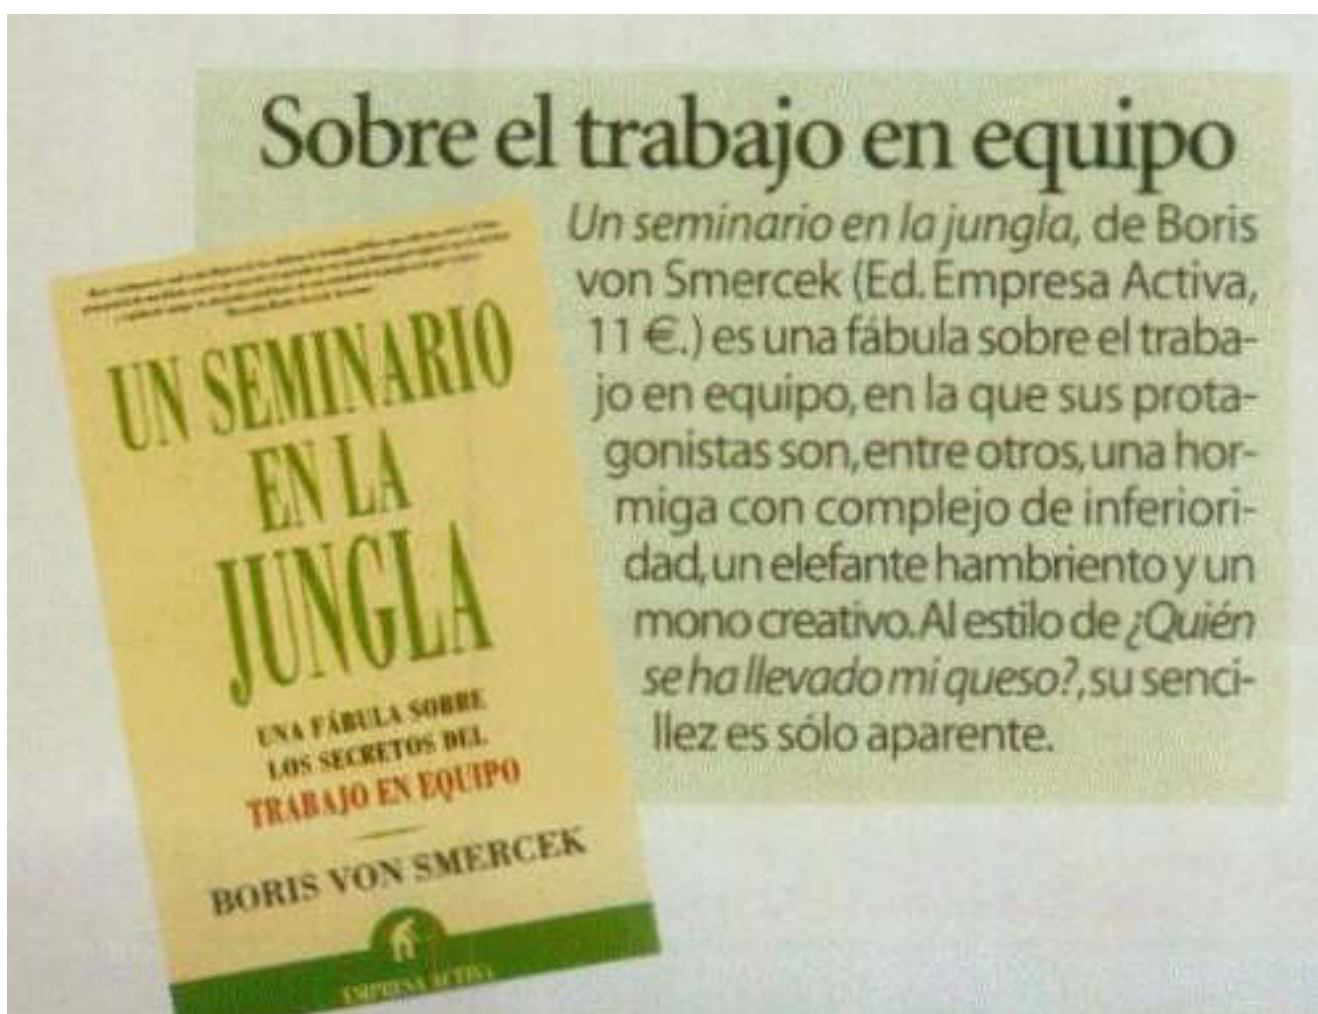 Sobre el trabajo en equipo
Un seminario en la jungla, de Boris
von Smercek (Ed. Empresa Activa,
11 €.) es una fábula sobre el traba-
jo en equipo, en la que sus prota-
gonistas son, entre otros, una hor-
miga con complejo de inferiori-
dad, un elefante hambriento y un
mono creativo. Al estilo de ¿Quién
se ha llevado mi queso?, su senci-
llez es sólo aparente.
UN SEMINARIO
EN LA
JUNGLA
UNA FÁBULA SOBRE
LOS SECRETOS DEL
TRABAJO EN EQUIPO
BORIS VON SMERCEK
EMPRESA ACTIVA